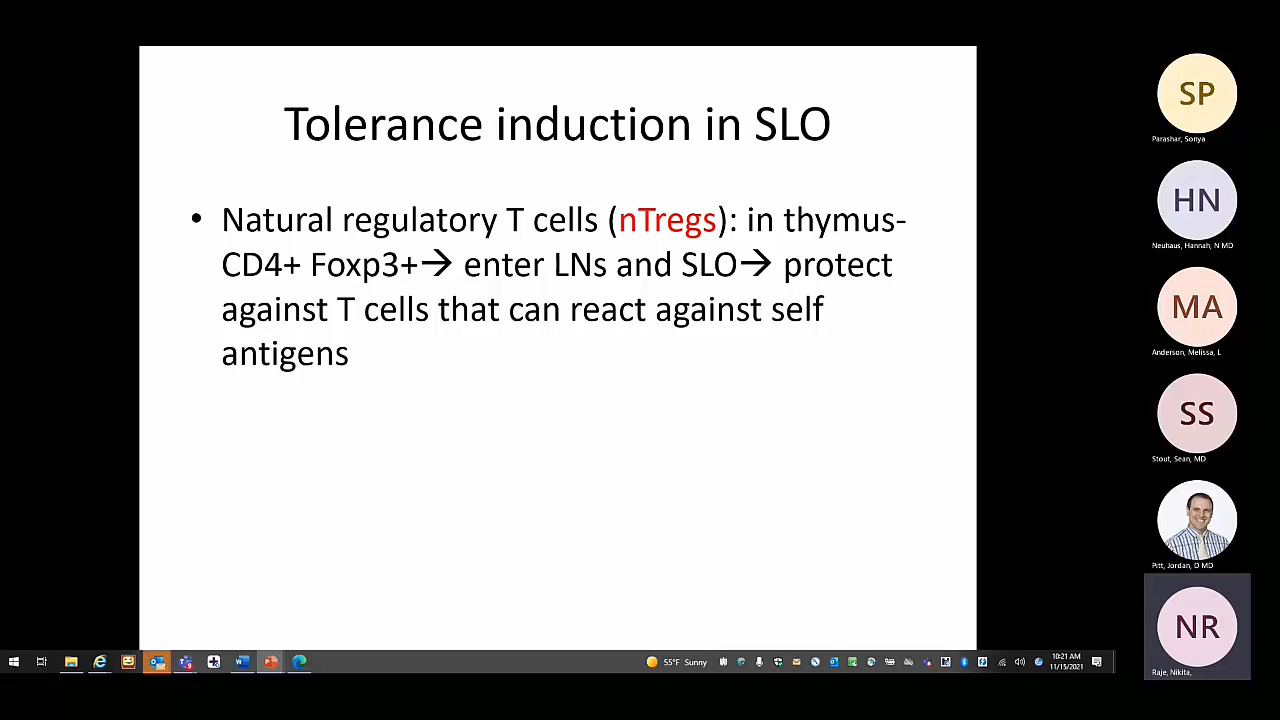 Tolerance induction in SLO
• Natural regulatory T cells (nTregs): in thymus-
CD4+ Foxp3+→ enter LNs and SLO→ protect
against T cells that can react against self
antigens
SP
Parashar, Sonya
HN
Neuhaus, Hannah, N MD
MA
Anderson, Melissa, L
SS
Stout, Sean, MD
Pitt, Jordan, D MD
NR
Raje, Nikita,
55°F Sunny
10:21 AM
11/15/2021